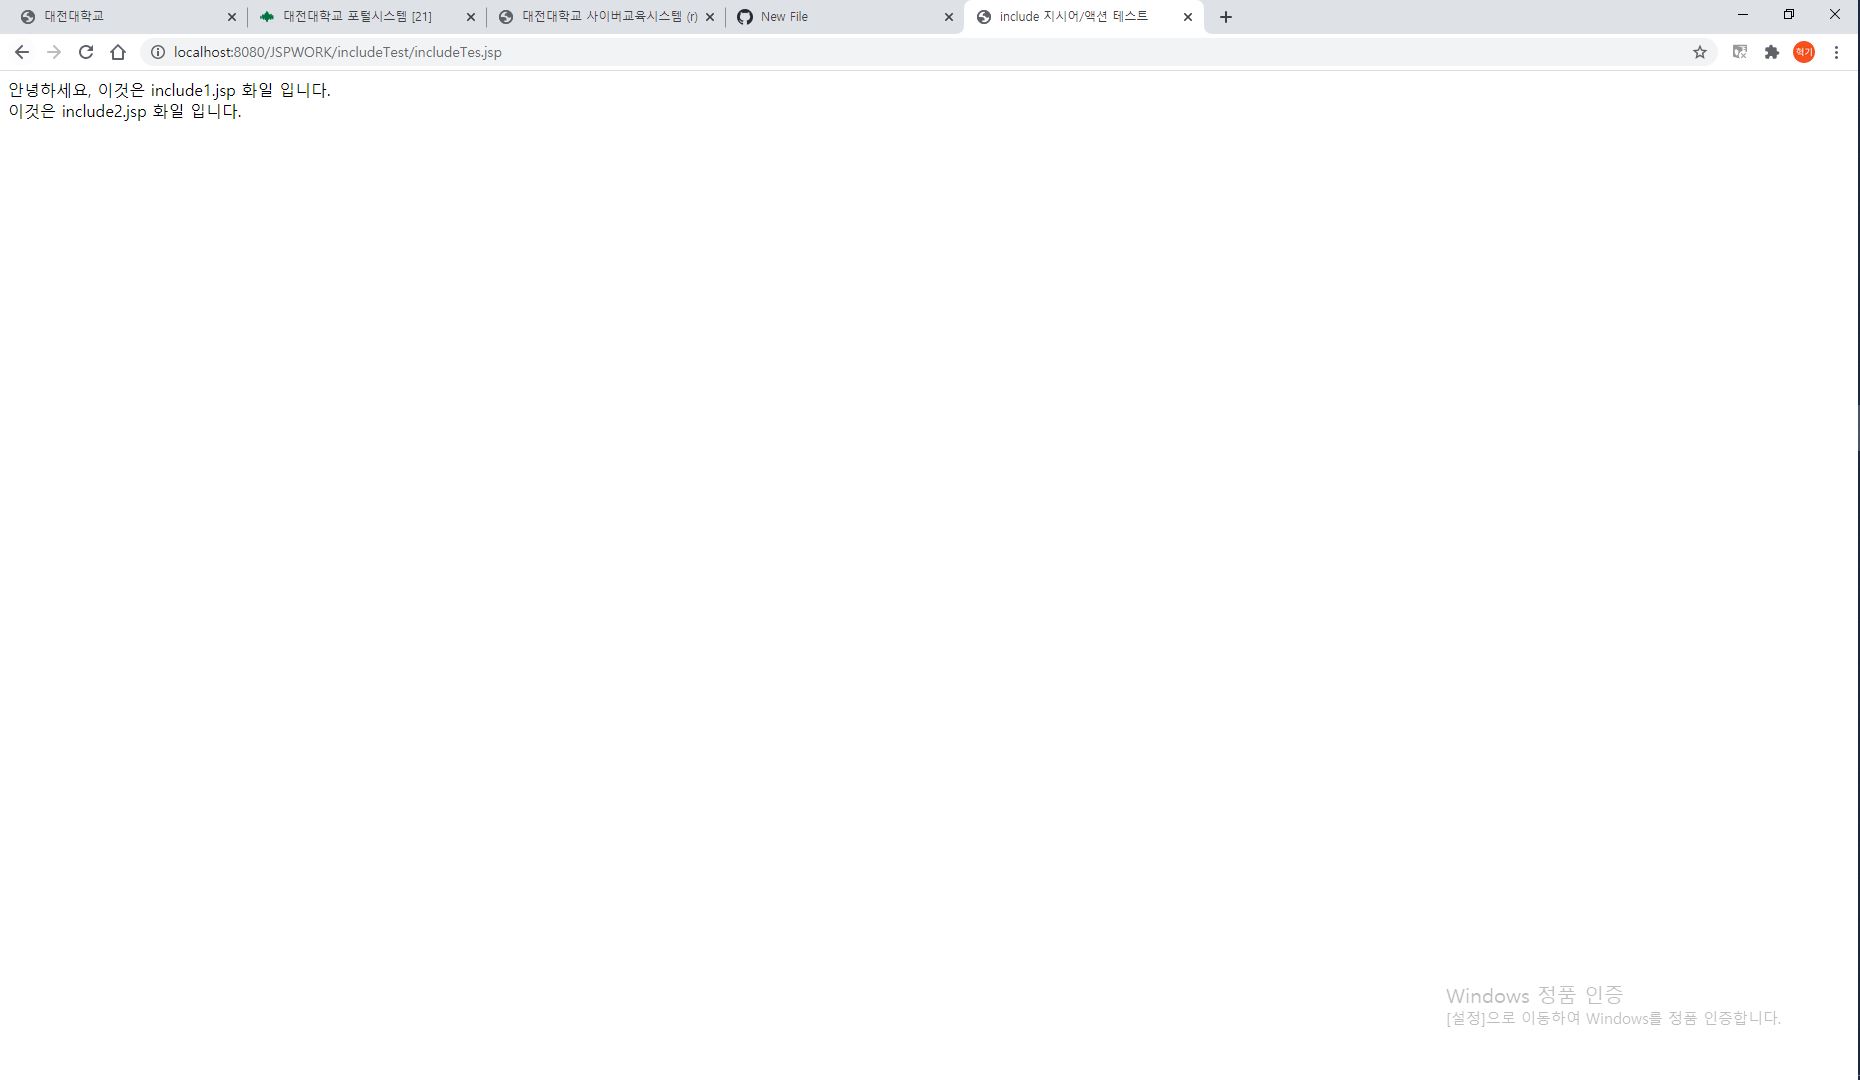 대전대학교
대전대학교 포털시스템 [21]
대전대학교 사이버교육시스템 (r)
New File
include 지시어/액션 테스트
localhost:8080/JSPWORK/includeTest/includeTes.jsp
혁기
안녕하세요, 이것은 include1.jsp 화일 입니다.
이것은 include2.jsp 화일 입니다.
Windows 정품 인증
[설정]으로 이동하여 Windows를 정품 인증합니다.